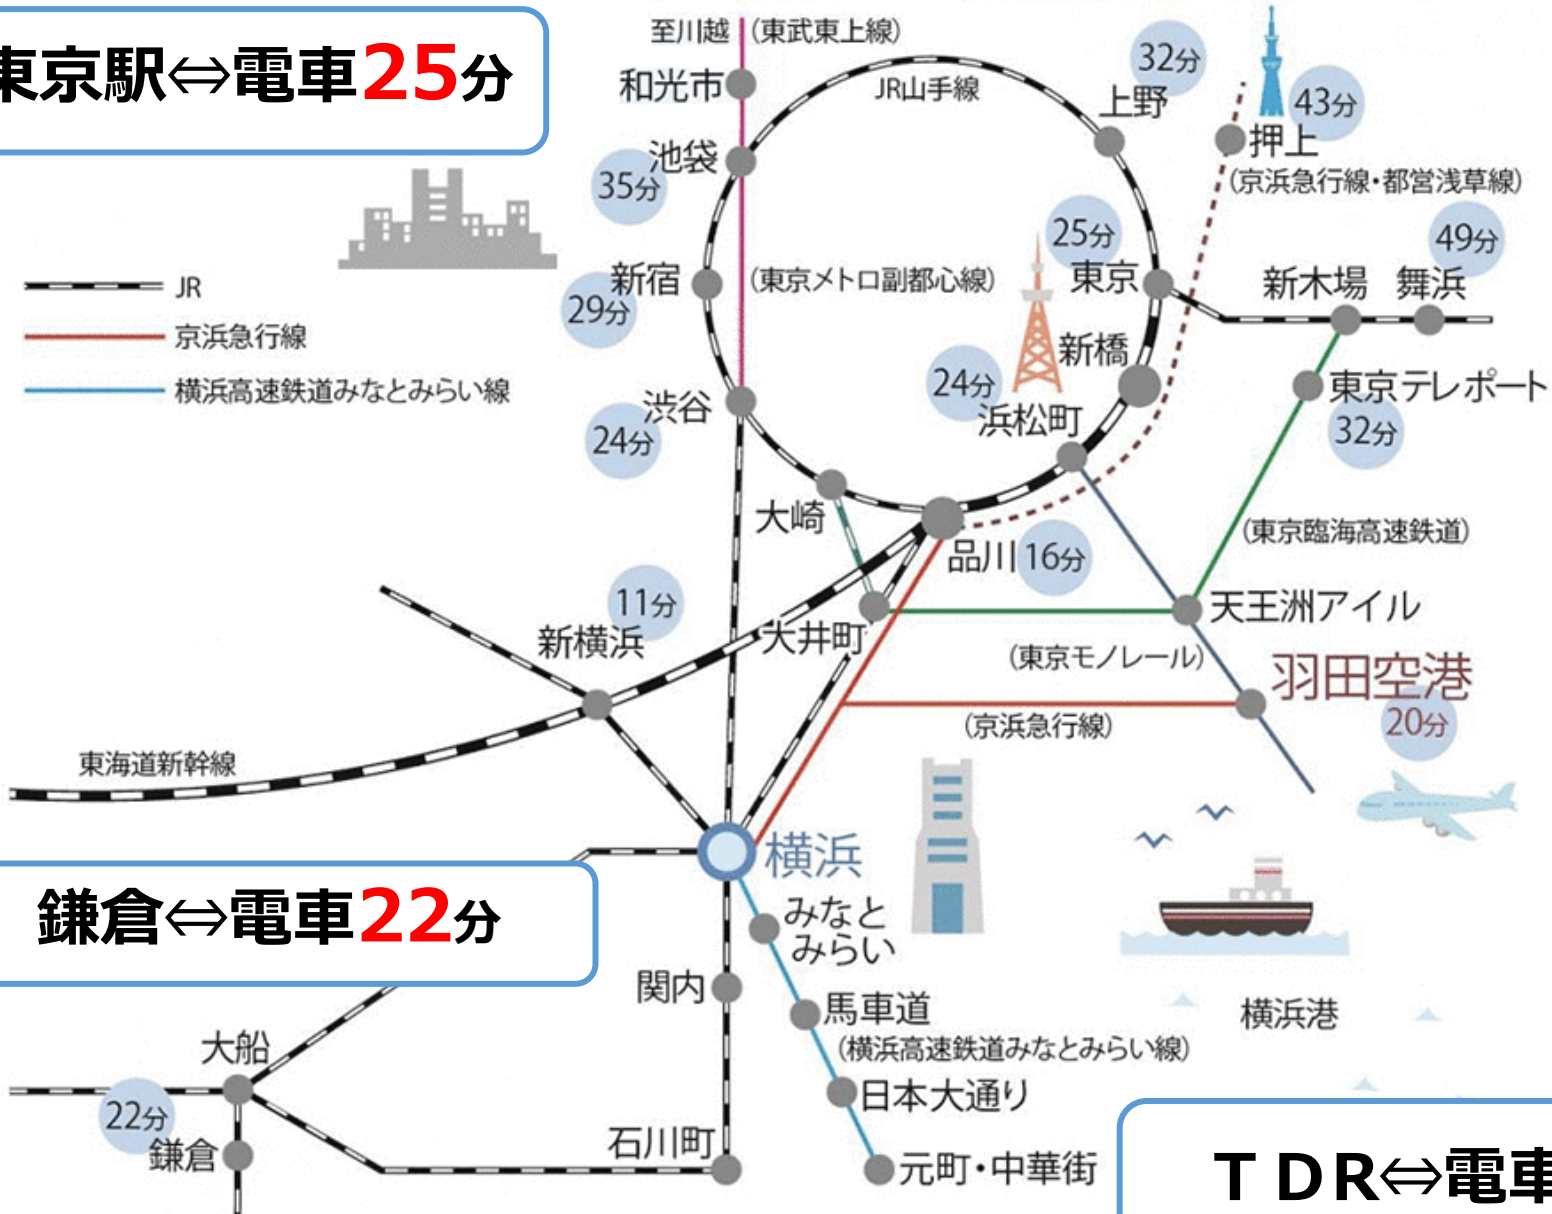 東京駅⇔電車25分
至川越
(東武東上線)
和光市
JR山手線
32分
上野
43分
押上
(京浜急行線・都営浅草線)
池袋
35分
25分
49分
JR
新宿
29分
(東京メトロ副都心線)
東京
新木場
舞浜
京浜急行線
横浜高速鉄道みなとみらい線
新橋
24分
浜松町
東京テレポート
32分
渋谷
24分
大崎
品川
16分
(東京臨海高速鉄道)
11分
新横浜
大井町
天王洲アイル
(東京モノレール)
羽田空港
20分
(京浜急行線)
東海道新幹線
横浜
鎌倉⇔電車22分
みなと
みらい
関内
馬車道
横浜港
(横浜高速鉄道みなとみらい線)
大船
日本大通り
22分
鎌倉
石川町
元町・中華街
TDR⇔電車